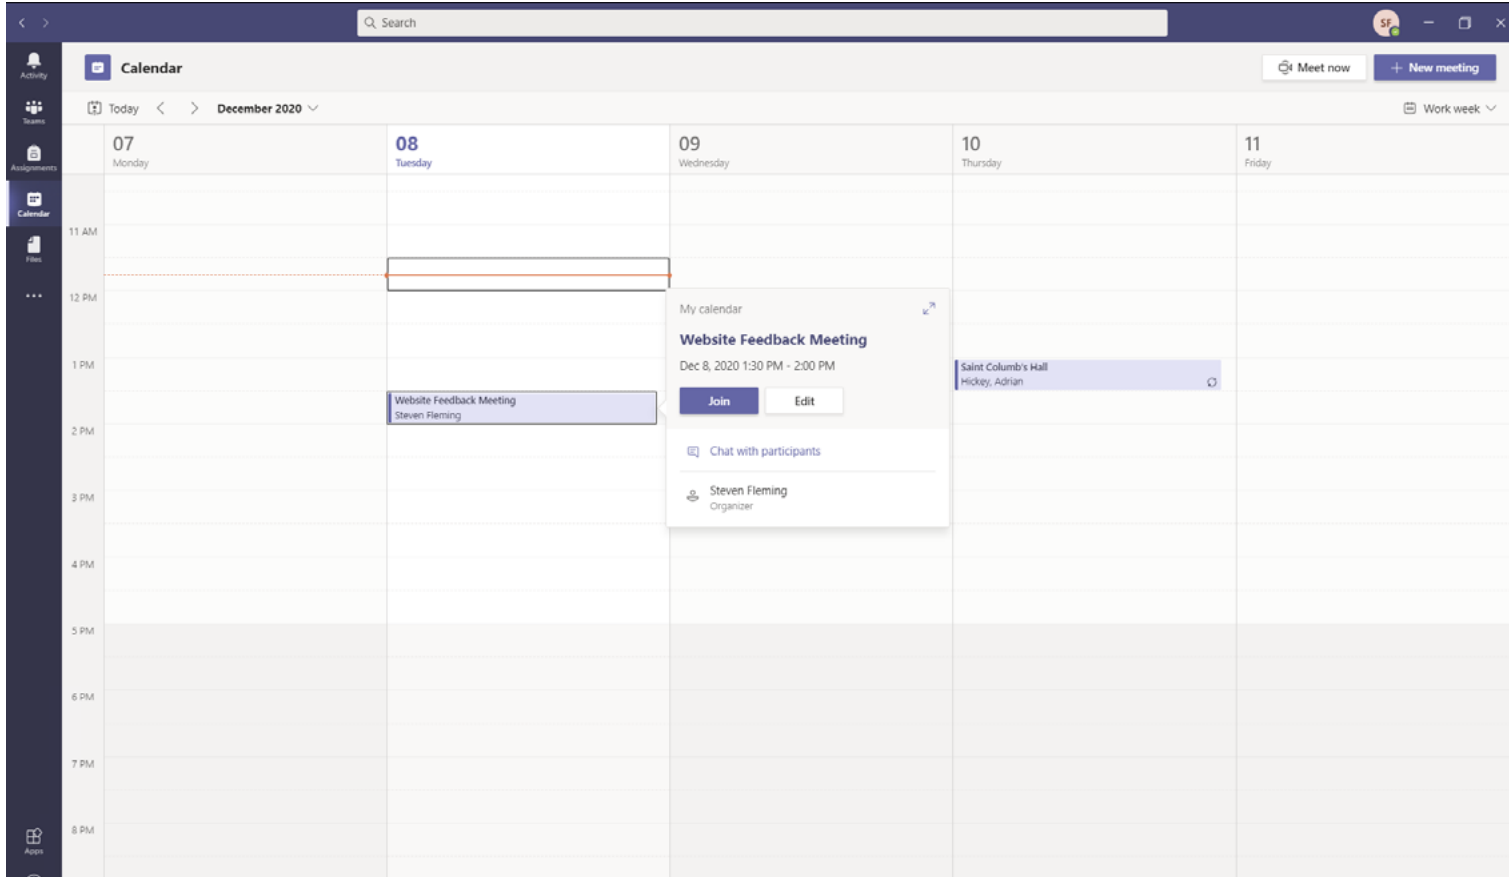 Search
SF
Activity
Teams
Assignments
Calendar
Files
Apps
Calendar
Meet now
New meeting
Today
December 2020
Work week
07
Monday
08
Tuesday
09
Wednesday
10
Thursday
11
Friday
11 AM
12 PM
1 PM
2 PM
3 PM
4 PM
5 PM
6 PM
7 PM
8 PM
Website Feedback Meeting
Steven Fleming
My calendar
Website Feedback Meeting
Dec 8, 2020 1:30 PM - 2:00 PM
Join
Edit
Chat with participants
Steven Fleming
Organizer
Saint Columb's Hall
Hickey, Adrian